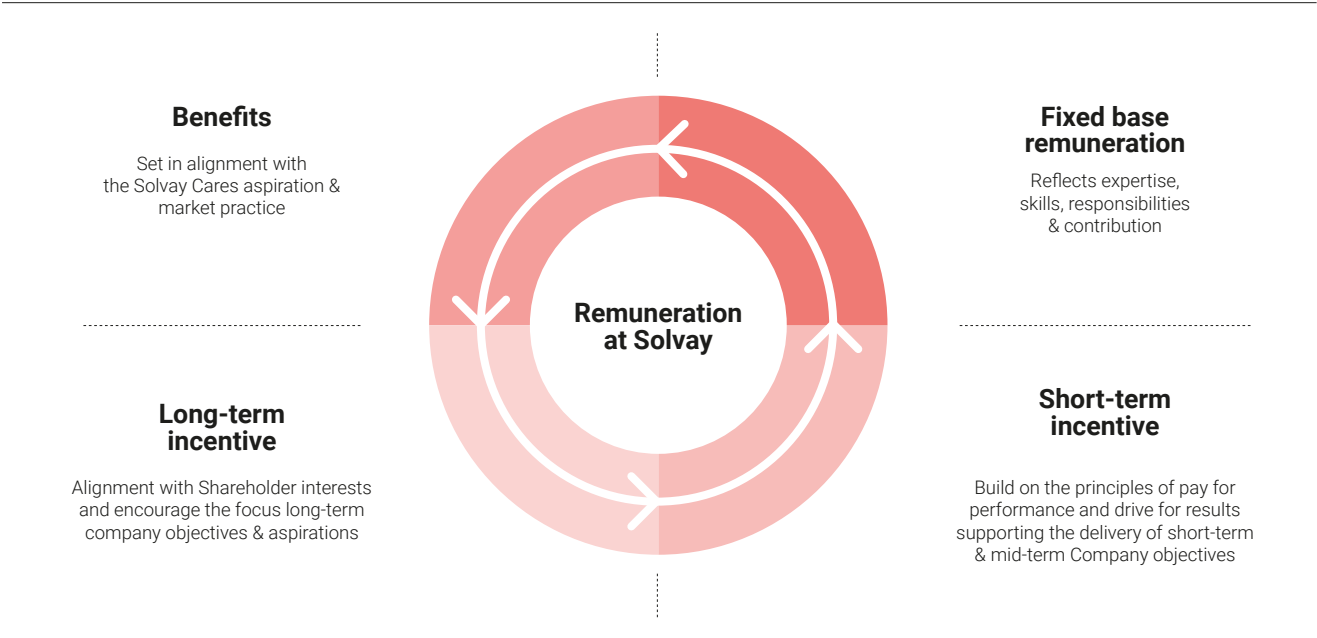 Benefits
Set in alignment with
the Solvay Cares aspiration &
market practice
Fixed base
remuneration
Reflects expertise,
skills, responsibilities
& contribution
Remuneration
at Solvay
Long-term
incentive
Alignment with Shareholder interests
and encourage the focus long-term
company objectives & aspirations
Short-term
incentive
Build on the principles of pay for
performance and drive for results
supporting the delivery of short-term
& mid-term Company objectives